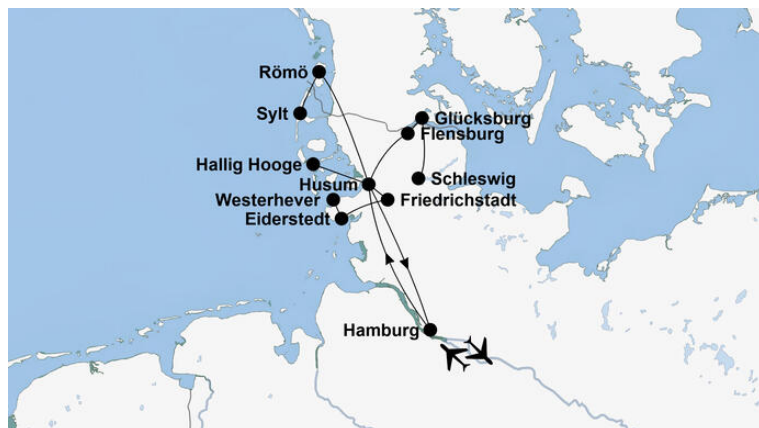 Römö
Sylt
Glücksburg
Flensburg
Hallig Hooge
Husum
Schleswig
Westerhever
Friedrichstadt
Eiderstedt
Hamburg